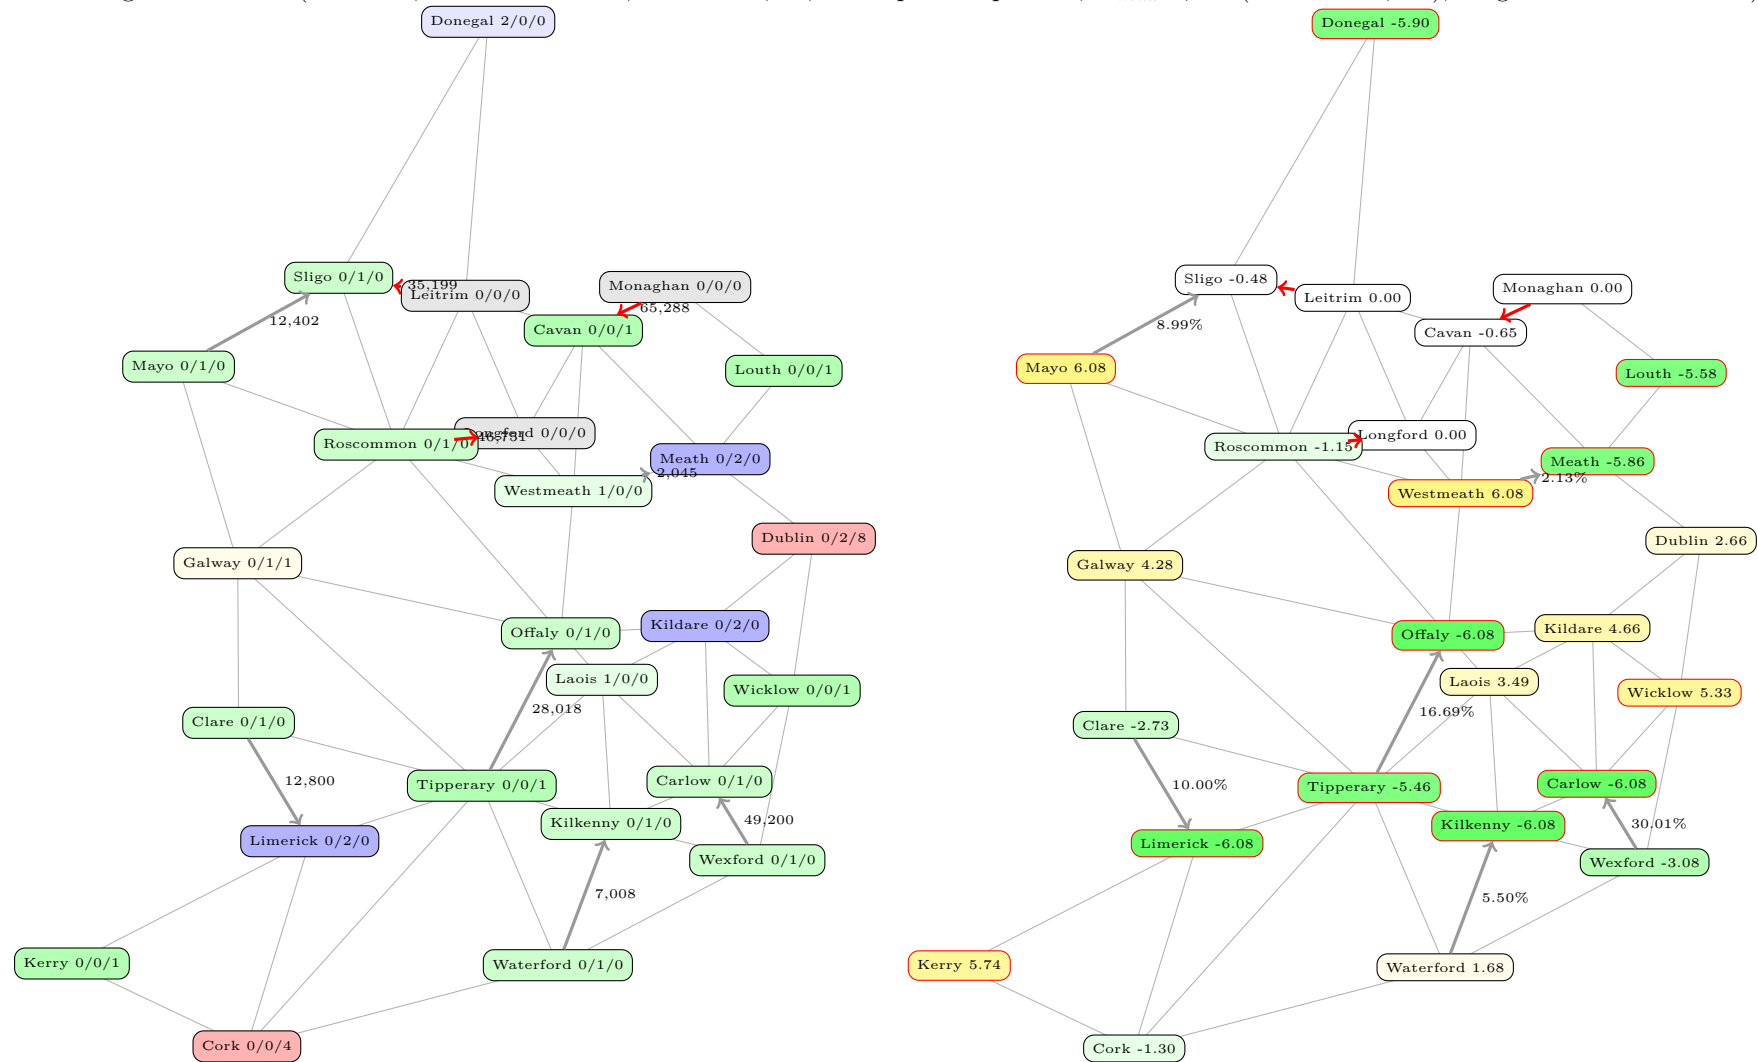 Donegal 2/0/0
Sligo 0/1/0
35,199
Leitrim 0/0/0
Monaghan 0/0/0
65,288
12,402
Cavan 0/0/1
Mayo 0/1/0
Louth 0/0/1
Roscommon 0/1/0
46,731
Longferd 0/0/0
Meath 0/2/0
2,045
Westmeath 1/0/0
Dublin 0/2/8
Galway 0/1/1
Offaly 0/1/0
Kildare 0/2/0
Laois 1/0/0
Wicklow 0/0/1
28,018
Clare 0/1/0
12,800
Tipperary 0/0/1
Carlow 0/1/0
Kilkenny 0/1/0
49,200
Limerick 0/2/0
Wexford 0/1/0
7,008
Kerry 0/0/1
Waterford 0/1/0
Cork 0/0/4
Donegal -5.90
Sligo -0.48
Leitrim 0.00
Monaghan 0.00
8.99%
Cavan -0.65
Mayo 6.08
Louth -5.58
Roscommon -1.15
Longford 0.00
Meath -5.86
2.13%
Westmeath 6.08
Dublin 2.66
Galway 4.28
Offaly -6.08
Kildare 4.66
Laois 3.49
Wicklow 5.33
16.69%
Clare -2.73
10.00%
Tipperary -5.46
Carlow -6.08
Kilkenny -6.08
30.01%
Limerick -6.08
Wexford -3.08
5.50%
Kerry 5.74
Waterford 1.68
Cork -1.30